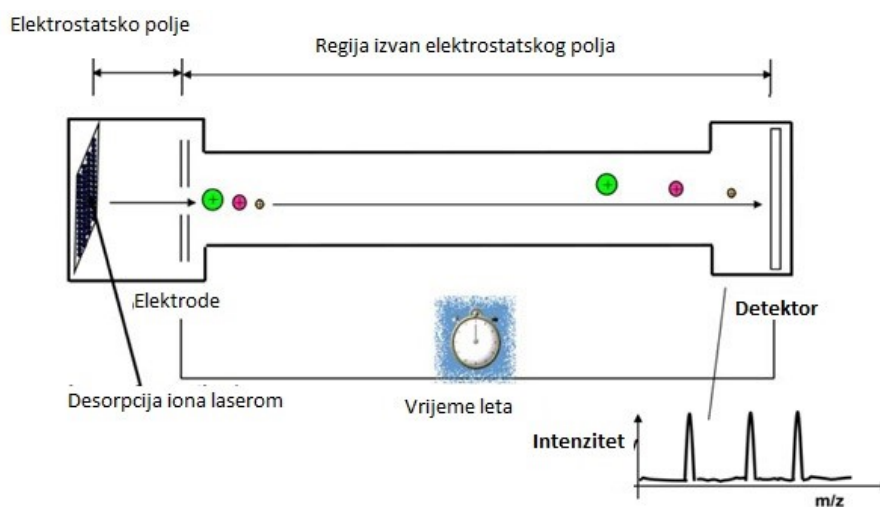 Elektrostatsko polje
Regija izvan elektrostatskog polja
Elektrode
Detektor
Desorpcija iona laserom
Vrijeme leta
Intenzitet
m/z